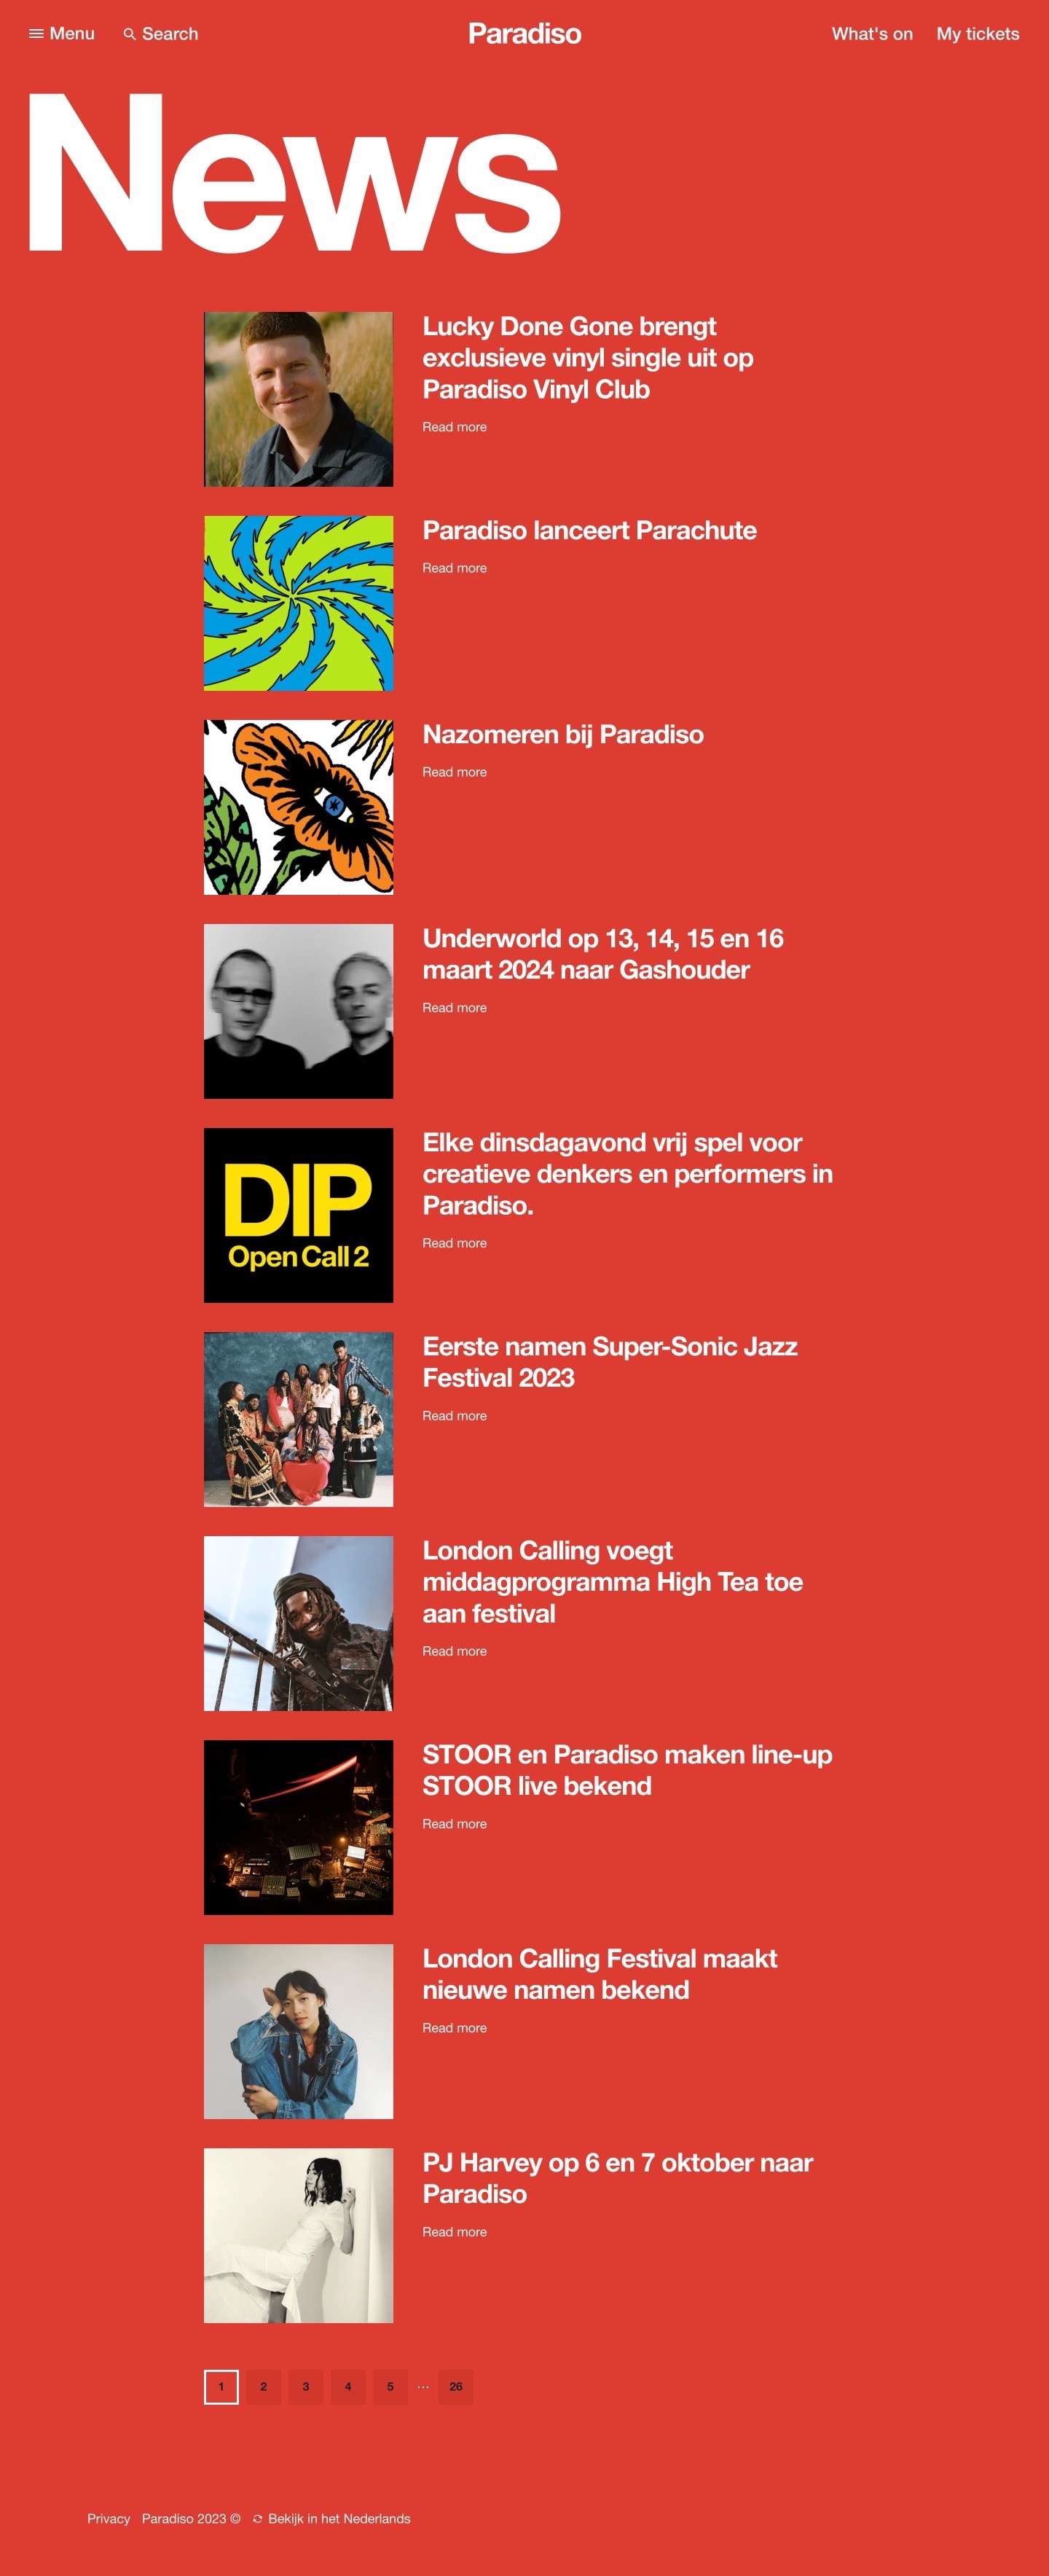 Menu
Search
Paradiso
What's on
My tickets
News
Lucky Done Gone brengt
exclusieve vinyl single uit op
Paradiso Vinyl Club
Read more
Paradiso lanceert Parachute
Read more
Nazomeren bij Paradiso
Read more
Underworld op 13, 14, 15 en 16
maart 2024 naar Gashouder
Read more
DIP
Open Call 2
Elke dinsdagavond vrij spel voor
creatieve denkers en performers in
Paradiso.
Read more
Eerste namen Super-Sonic Jazz
Festival 2023
Read more
London Calling voegt
middagprogramma High Tea toe
aan festival
Read more
STOOR en Paradiso maken line-up
STOOR live bekend
Read more
London Calling Festival maakt
nieuwe namen bekend
Read more
PJ Harvey op 6 en 7 oktober naar
Paradiso
Read more
1 2 3 4 5 ... 26
Privacy Paradiso 2023 © Bekijk in het Nederlands